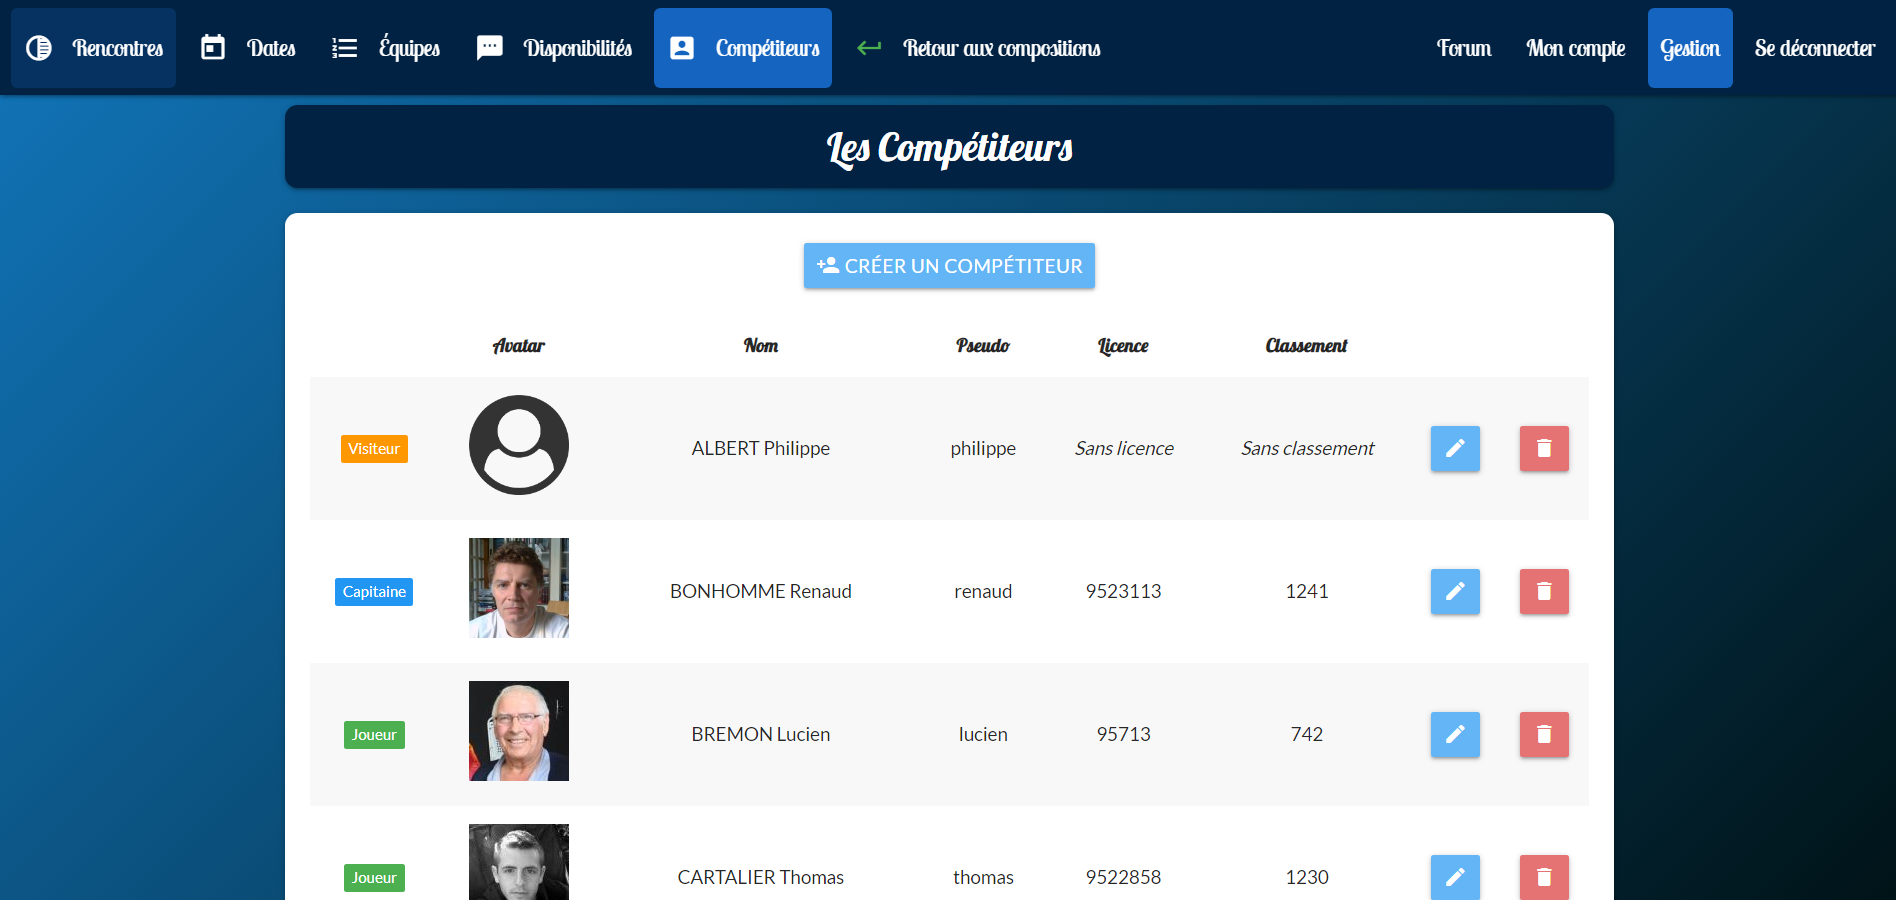 Rencontres Dates Équipes Disponibilités Compétiteurs Retour aux compositions Forum Mon compte Gestion Se déconnecter
Les Compétiteurs
CRÉER UN COMPÉTITEUR
Avatar Nom Pseudo Licence Classement
Visiteur ALBERT Philippe philippe Sans licence Sans classement
Capitaine BONHOMME Renaud renaud 9523113 1241
Joueur BREMON Lucien lucien 95713 742
Joueur CARTALIER Thomas thomas 9522858 1230